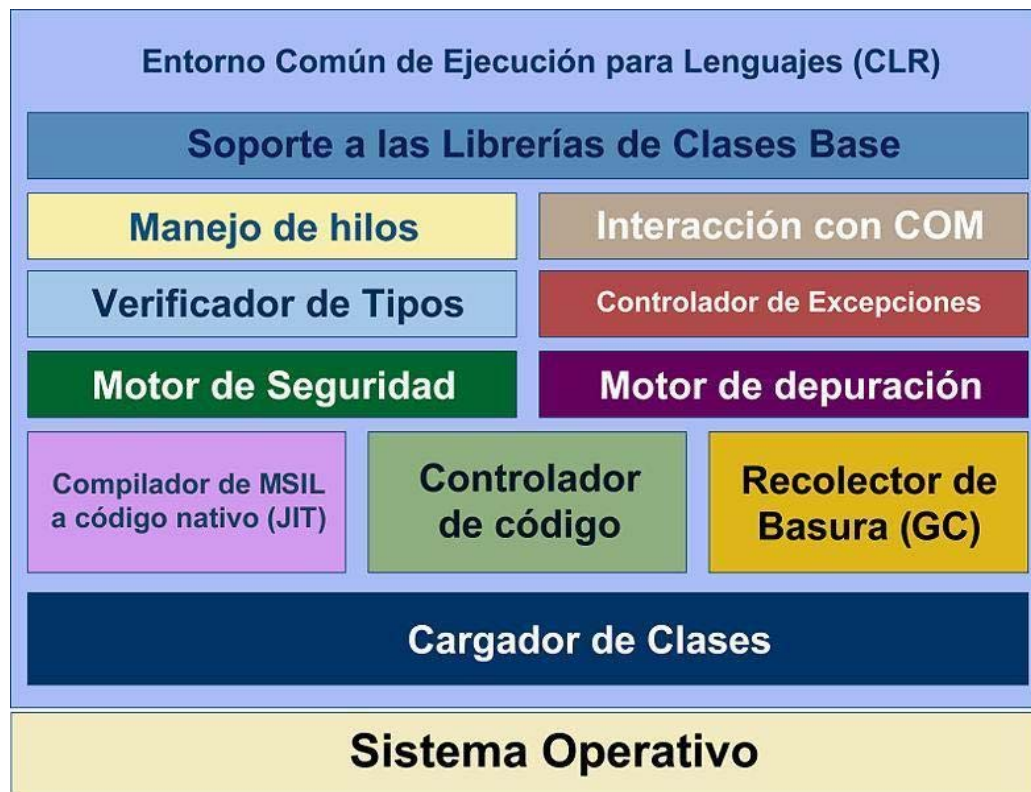 Entorno Común de Ejecución para Lenguajes (CLR)
Soporte a las Librerías de Clases Base
Manejo de hilos
Interacción con COM
Verificador de Tipos
Controlador de Excepciones
Motor de Seguridad
Motor de depuración
Compilador de MSIL
a código nativo (JIT)
Controlador
de código
Recolector de
Basura (GC)
Cargador de Clases
Sistema Operativo